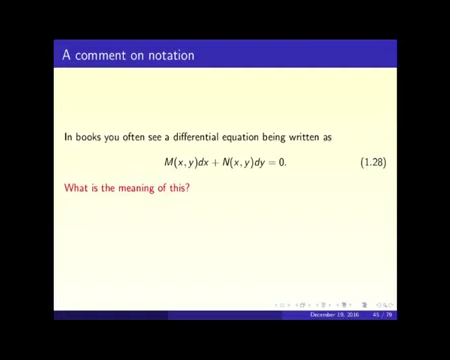 A comment on notation
In books you often see a differential equation being written as
M(x, y)dx + N(x, y)dy = 0. (1.28)
What is the meaning of this?
December 19, 2016 45 / 79